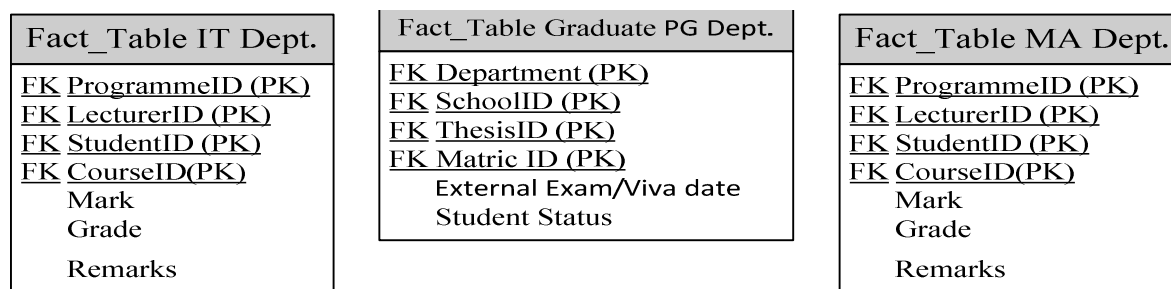 Fact_Table IT Dept.
FK ProgrammeID (PK)
FK LecturerID (PK)
FK StudentID (PK)
FK CourseID(PK)
Mark
Grade
Remarks
Fact_Table Graduate PG Dept.
FK Department (PK)
FK SchoolID (PK)
FK ThesisID (PK)
FK Matric ID (PK)
External Exam/Viva date
Student Status
Fact_Table MA Dept.
FK ProgrammeID (PK)
FK LecturerID (PK)
FK StudentID (PK)
FK CourseID(PK)
Mark
Grade
Remarks